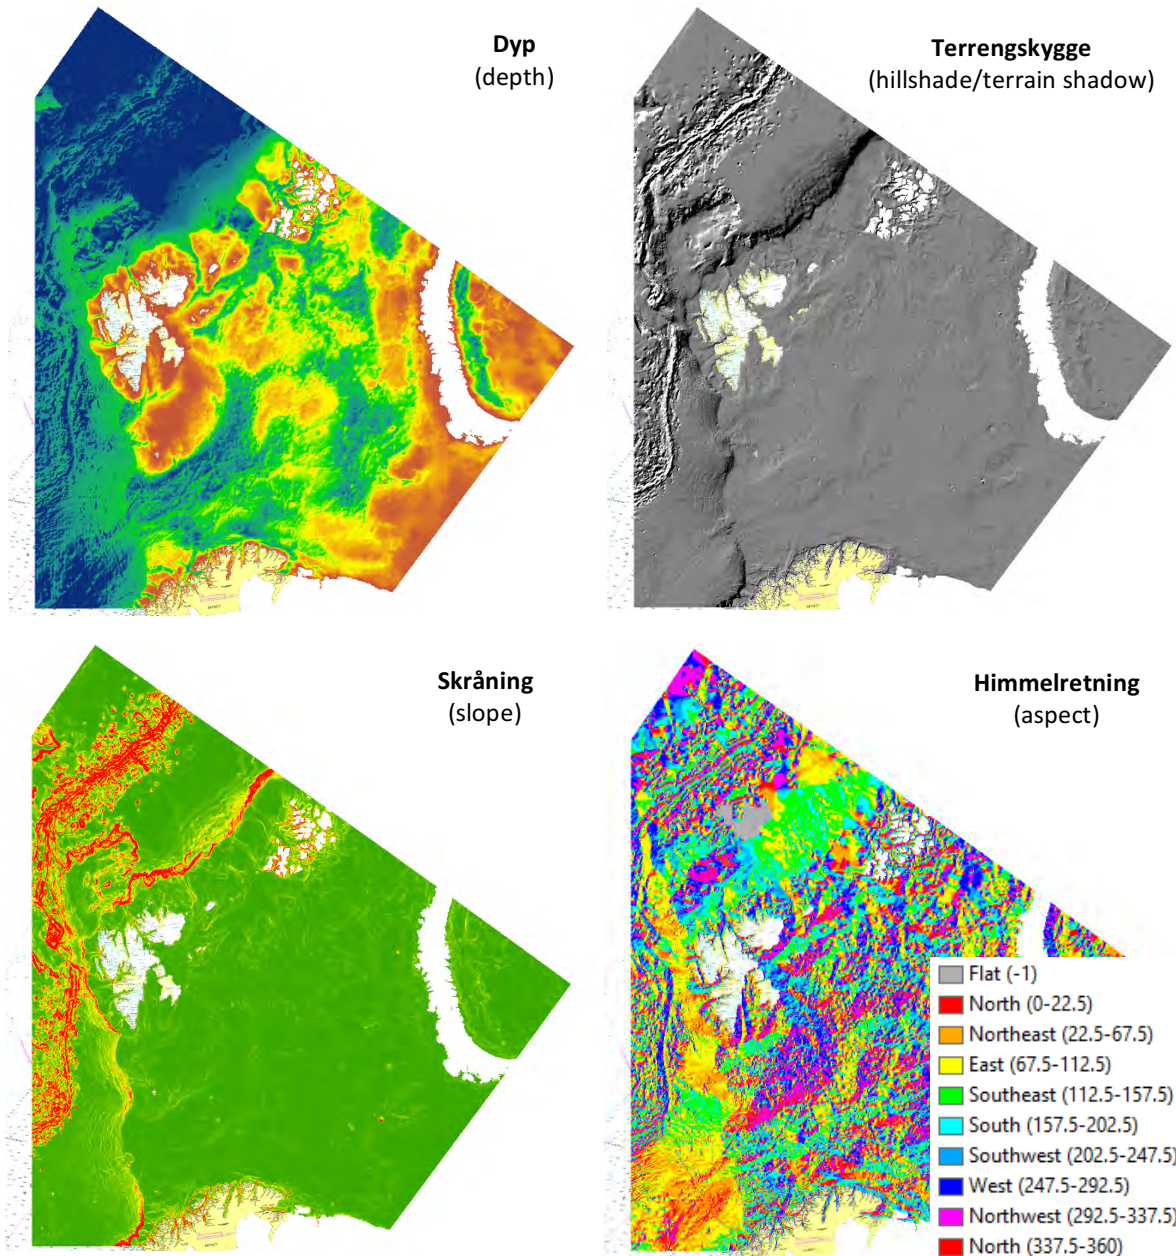 Dyp
(depth)
Terrengskygge
(hillshade/terrain shadow)
Skråning
(slope)
Himmelretning
(aspect)
Flat (-1)
North (0-22.5)
Northeast (22.5-67.5)
East (67.5-112.5)
Southeast (112.5-157.5)
South (157.5-202.5)
Southwest (202.5-247.5)
West (247.5-292.5)
Northwest (292.5-337.5)
North (337.5-360)